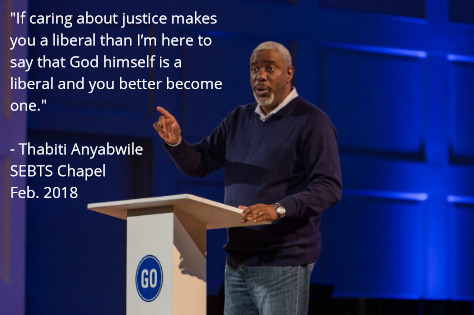 "If caring about justice makes
you a liberal than I'm here to
say that God himself is a
liberal and you better become
one."
- Thabiti Anyabwile
SEBTS Chapel
Feb. 2018
GO